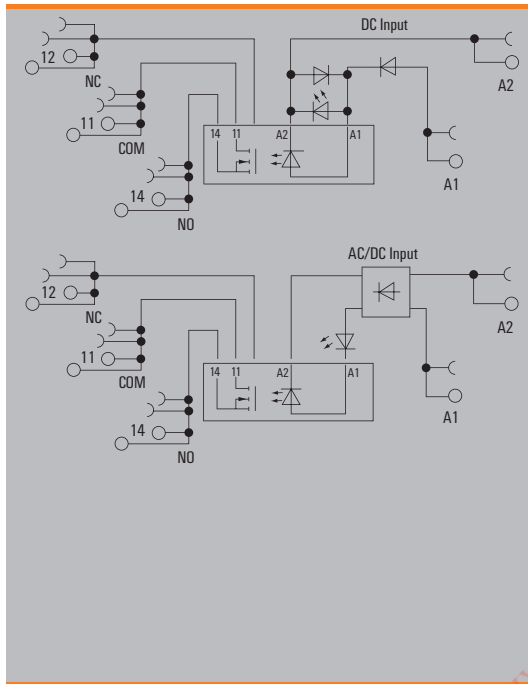 DC Input
12
NC
A2
11
COM
14 11 A2 A1
A1
14
NO
AC/DC Input
12
NC
A2
11
COM
14 11 A2 A1
A1
14
NO